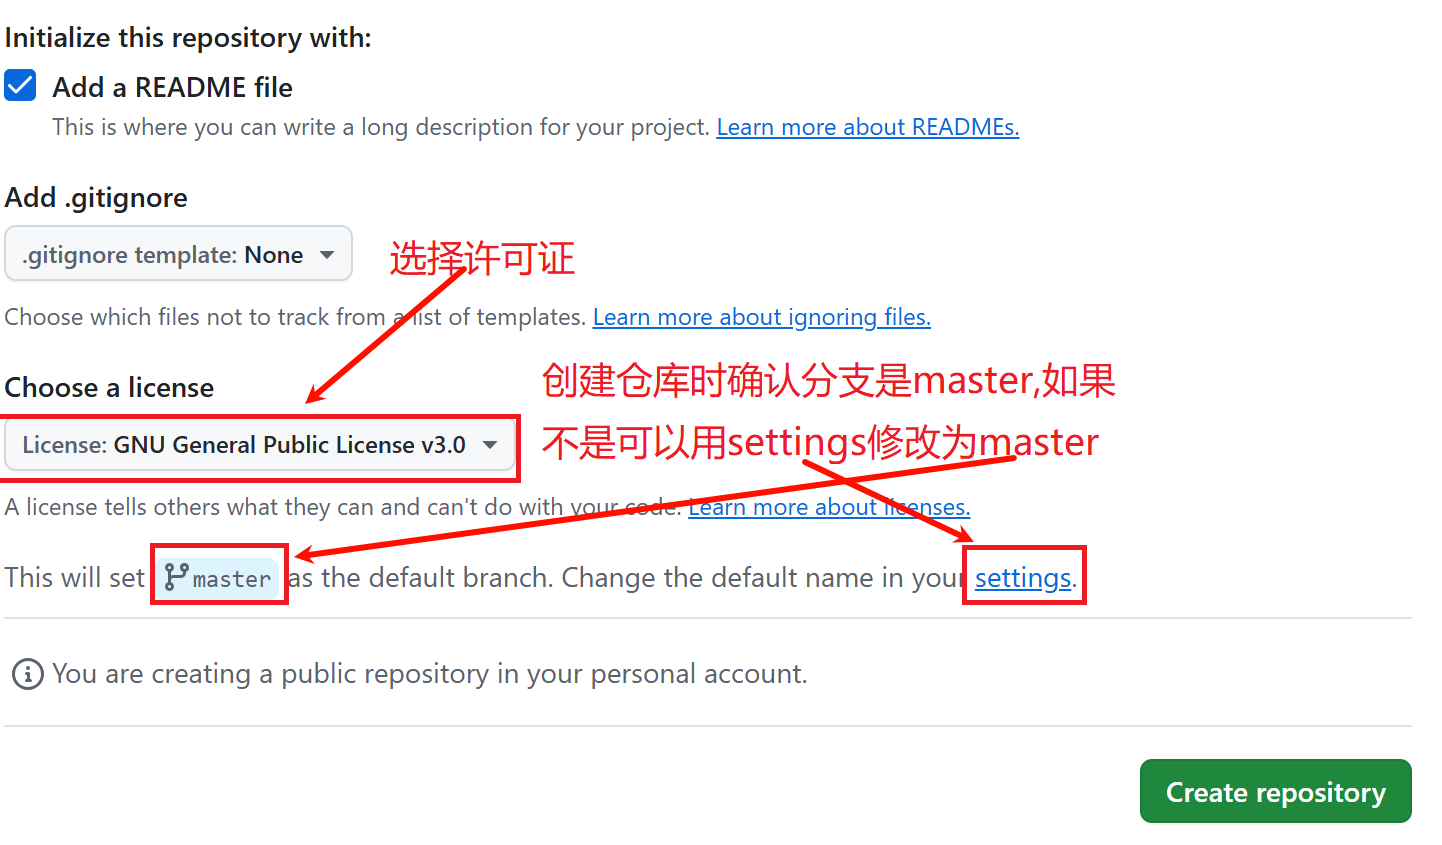 Initialize this repository with:
Add a README file
This is where you can write a long description for your project. Learn more about READMEs.
Add .gitignore
.gitignore template: None
选择许可证
Choose which files not to track from a list of templates. Learn more about ignoring files.
创建仓库时确认分支是master,如果
Choose a license
不是可以用settings修改为master
License: GNU General Public License v3.0
A license tells others what they can and can't do with your code. Learn more about licenses.
This will set master as the default branch. Change the default name in your settings.
You are creating a public repository in your personal account.
Create repository